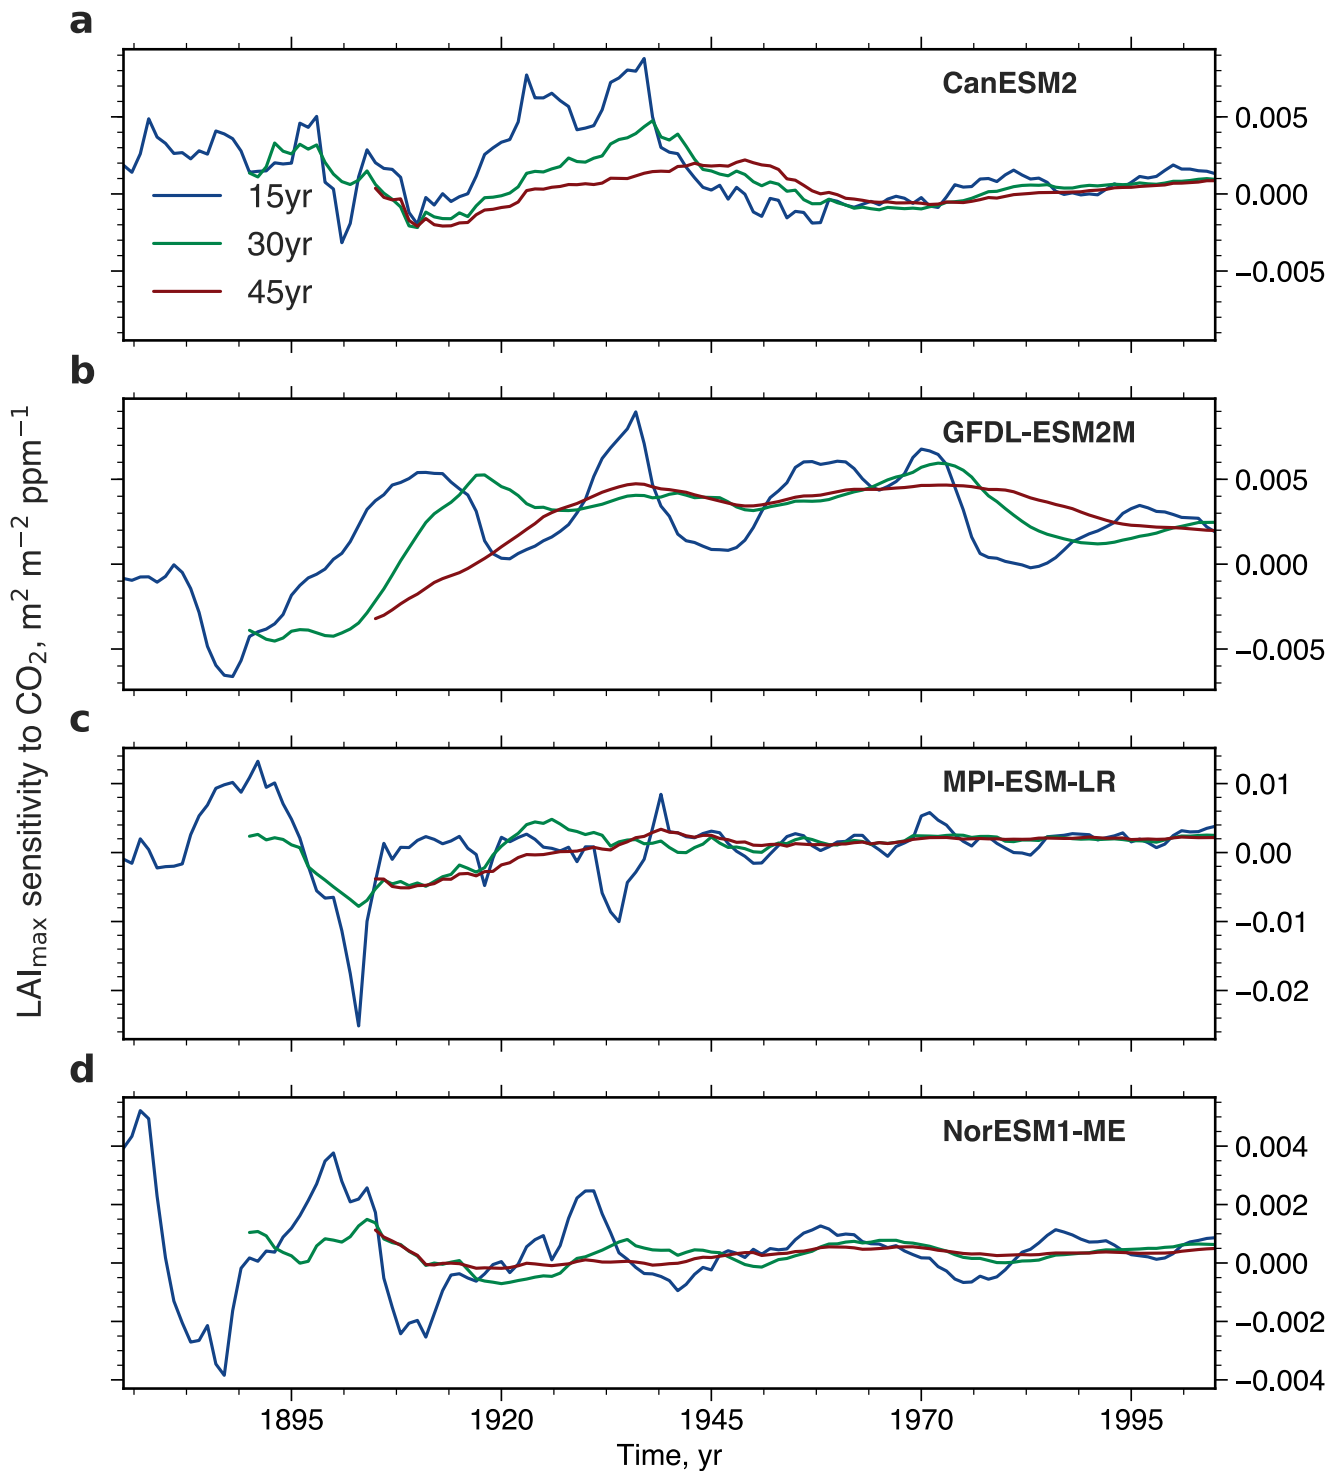 a
CanESM2
15yr
30yr
45yr
0.005
0.000
−0.005
b
GFDL-ESM2M
0.005
0.000
−0.005
c
MPI-ESM-LR
0.01
0.00
−0.01
−0.02
d
NorESM1-ME
0.004
0.002
0.000
−0.002
−0.004
1895 1920 1945 1970 1995
Time, yr
LAI_max sensitivity to CO₂, m² m⁻² ppm⁻¹